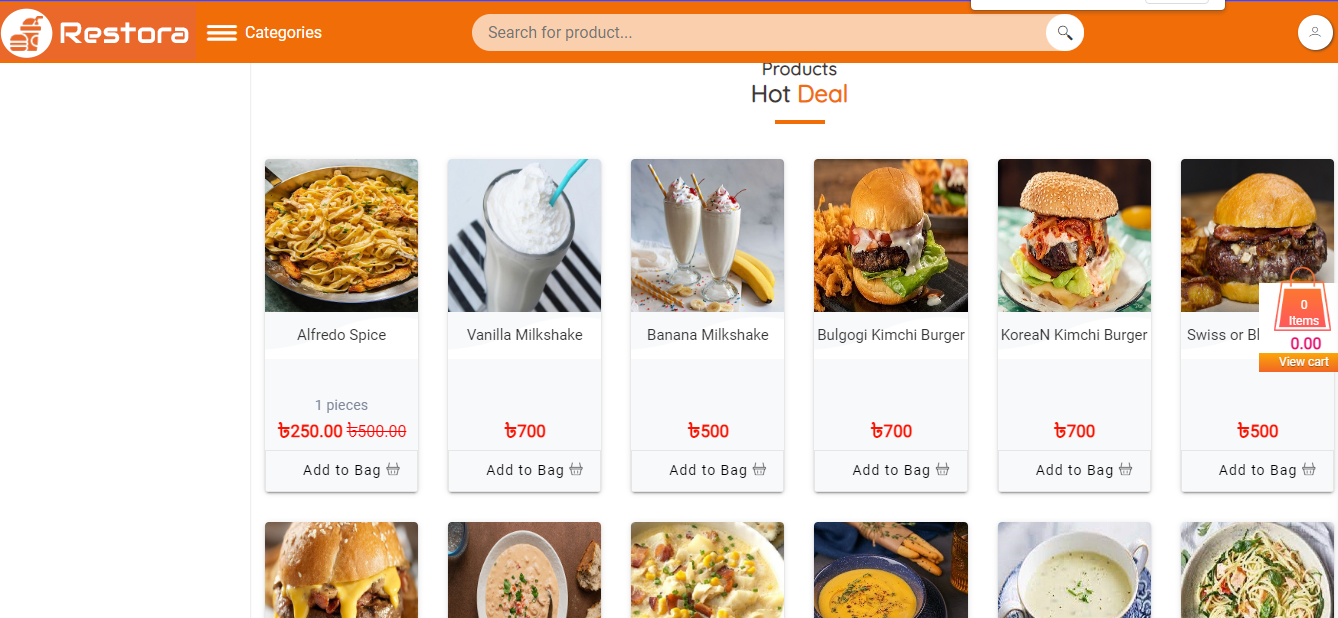 Restora
Categories
Search for product...
Products
Hot Deal
Alfredo Spice
Vanilla Milkshake
Banana Milkshake
Bulgogi Kimchi Burger
KoreaN Kimchi Burger
Swiss or Bl
0
Items
0.00
View cart
1 pieces
৳250.00 ৳500.00
৳700
৳500
৳700
৳700
৳500
Add to Bag
Add to Bag
Add to Bag
Add to Bag
Add to Bag
Add to Bag